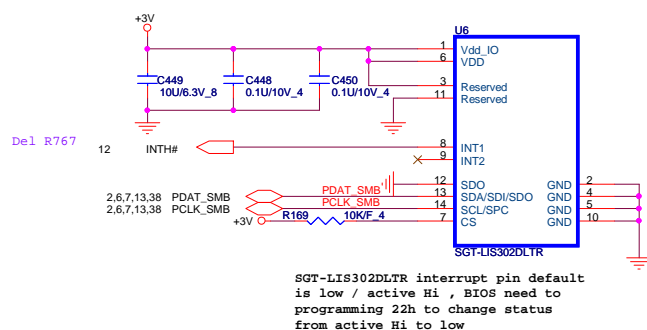 +3V
U6
1 Vdd_IO
6 VDD
C449
10U/6.3V_8
C448
0.1U/10V_4
C450
0.1U/10V_4
3 Reserved
11 Reserved
Del R767
12 INTH#
8 INT1
9 INT2
12 SDO
GND 2
2,6,7,13,38 PDAT_SMB
PDAT_SMB
13 SDA/SDI/SDO
GND 4
2,6,7,13,38 PCLK_SMB
PCLK_SMB
14 SCL/SPC
GND 5
+3V
R169
10K/F_4
7 CS
GND 10
SGT-LIS302DLTR
SGT-LIS302DLTR interrupt pin default
is low / active Hi , BIOS need to
programming 22h to change status
from active Hi to low